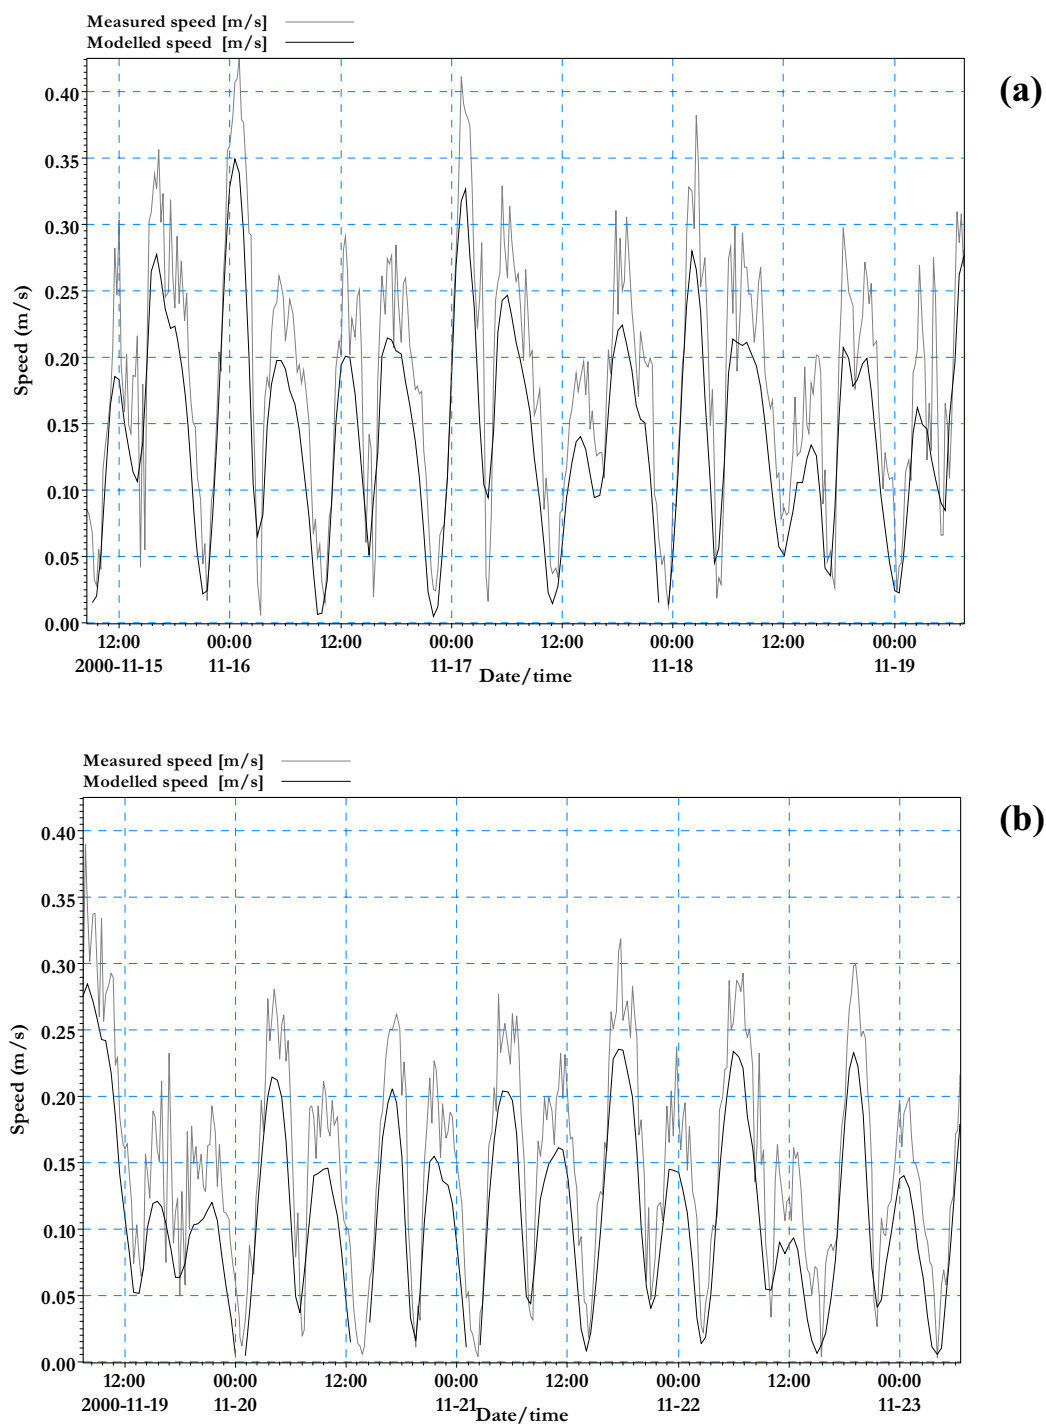 Measured speed [m/s]
Modelled speed [m/s]
(a)
0.40
0.35
0.30
0.25
0.20
0.15
0.10
0.05
0.00
Speed (m/s)
12:00 00:00 12:00 00:00 12:00 00:00 12:00 00:00
2000-11-15 11-16 11-17 11-18 11-19
Date/time
Measured speed [m/s]
Modelled speed [m/s]
(b)
0.40
0.35
0.30
0.25
0.20
0.15
0.10
0.05
0.00
Speed (m/s)
12:00 00:00 12:00 00:00 12:00 00:00 12:00 00:00
2000-11-19 11-20 11-21 11-22 11-23
Date/time